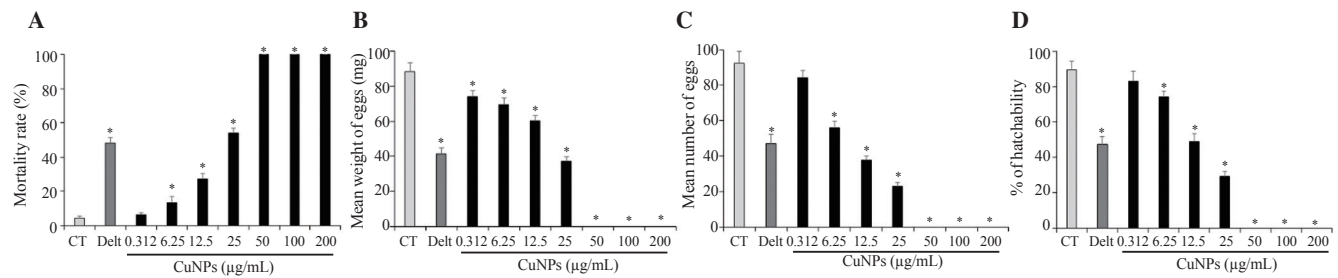 A
Mortality rate (%)
100
80
60
40
20
0
* * * * * * *
CT Delt 0.312 6.25 12.5 25 50 100 200
CuNPs (µg/mL)
B
Mean weight of eggs (mg)
100
80
60
40
20
0
* * * * * * * *
CT Delt 0.312 6.25 12.5 25 50 100 200
CuNPs (µg/mL)
C
Mean number of eggs
100
80
60
40
20
0
* * * * * * *
CT Delt 0.312 6.25 12.5 25 50 100 200
CuNPs (µg/mL)
D
% of hatchability
100
80
60
40
20
0
* * * * * * *
CT Delt 0.312 6.25 12.5 25 50 100 200
CuNPs (µg/mL)